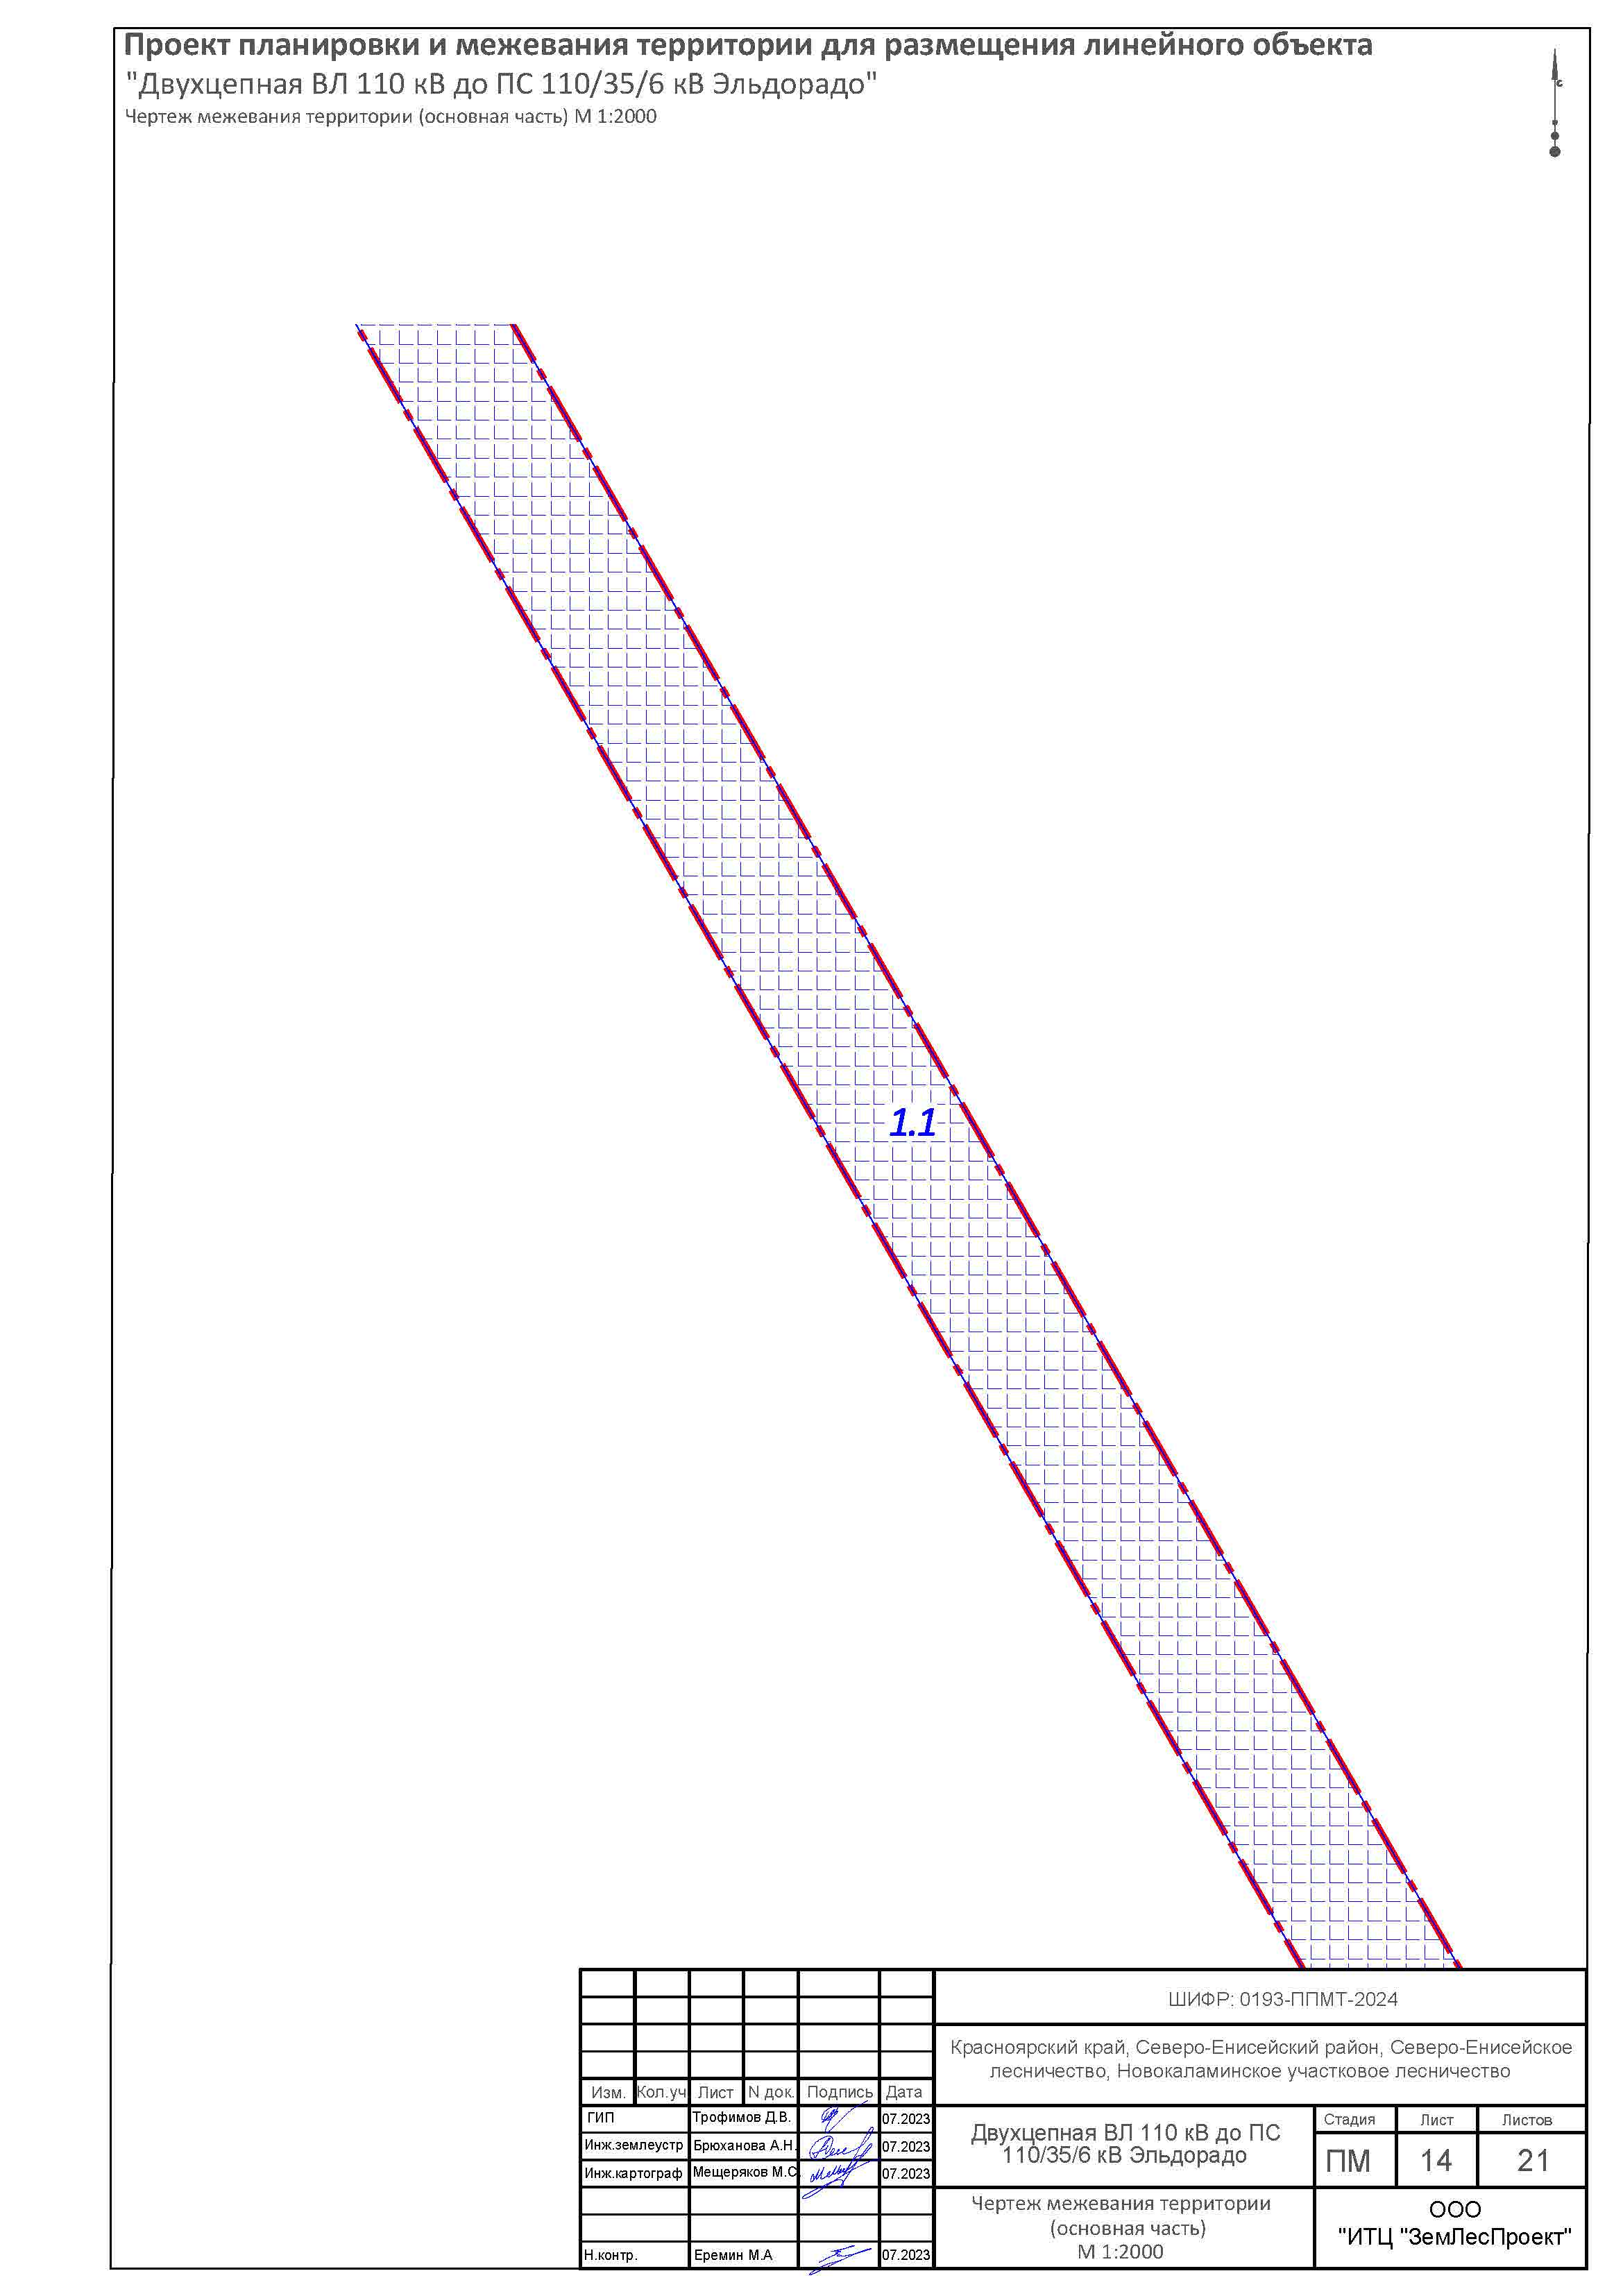 Проект планировки и межевания территории для размещения линейного объекта
"Двухцепная ВЛ 110 кВ до ПС 110/35/6 кВ Эльдорадо"
Чертеж межевания территории (основная часть) М 1:2000
с
1.1
ШИФР: 0193-ППМТ-2024
Красноярский край, Северо-Енисейский район, Северо-Енисейское
лесничество, Новокаламинское участковое лесничество
Изм. Кол.уч Лист N док. Подпись Дата
ГИП Трофимов Д.В. 07.2023
Инж.землеустр Брюханова А.Н. 07.2023
Инж.картограф Мещеряков М.С. 07.2023
Н.контр. Еремин М.А 07.2023
Двухцепная ВЛ 110 кВ до ПС
110/35/6 кВ Эльдорадо
Стадия Лист Листов
ПМ 14 21
Чертеж межевания территории
(основная часть)
М 1:2000
ООО
"ИТЦ "ЗемЛесПроект"